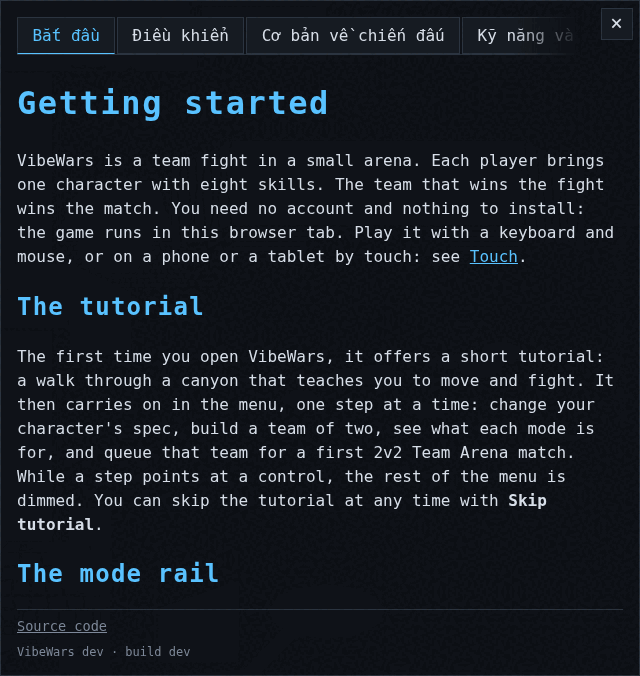 Bắt đầu Điều khiển Cơ bản về chiến đấu Kỹ năng và
×
Getting started
VibeWars is a team fight in a small arena. Each player brings
one character with eight skills. The team that wins the fight
wins the match. You need no account and nothing to install:
the game runs in this browser tab. Play it with a keyboard and
mouse, or on a phone or a tablet by touch: see Touch.
The tutorial
The first time you open VibeWars, it offers a short tutorial:
a walk through a canyon that teaches you to move and fight. It
then carries on in the menu, one step at a time: change your
character's spec, build a team of two, see what each mode is
for, and queue that team for a first 2v2 Team Arena match.
While a step points at a control, the rest of the menu is
dimmed. You can skip the tutorial at any time with Skip
tutorial.
The mode rail
Source code
VibeWars dev · build dev